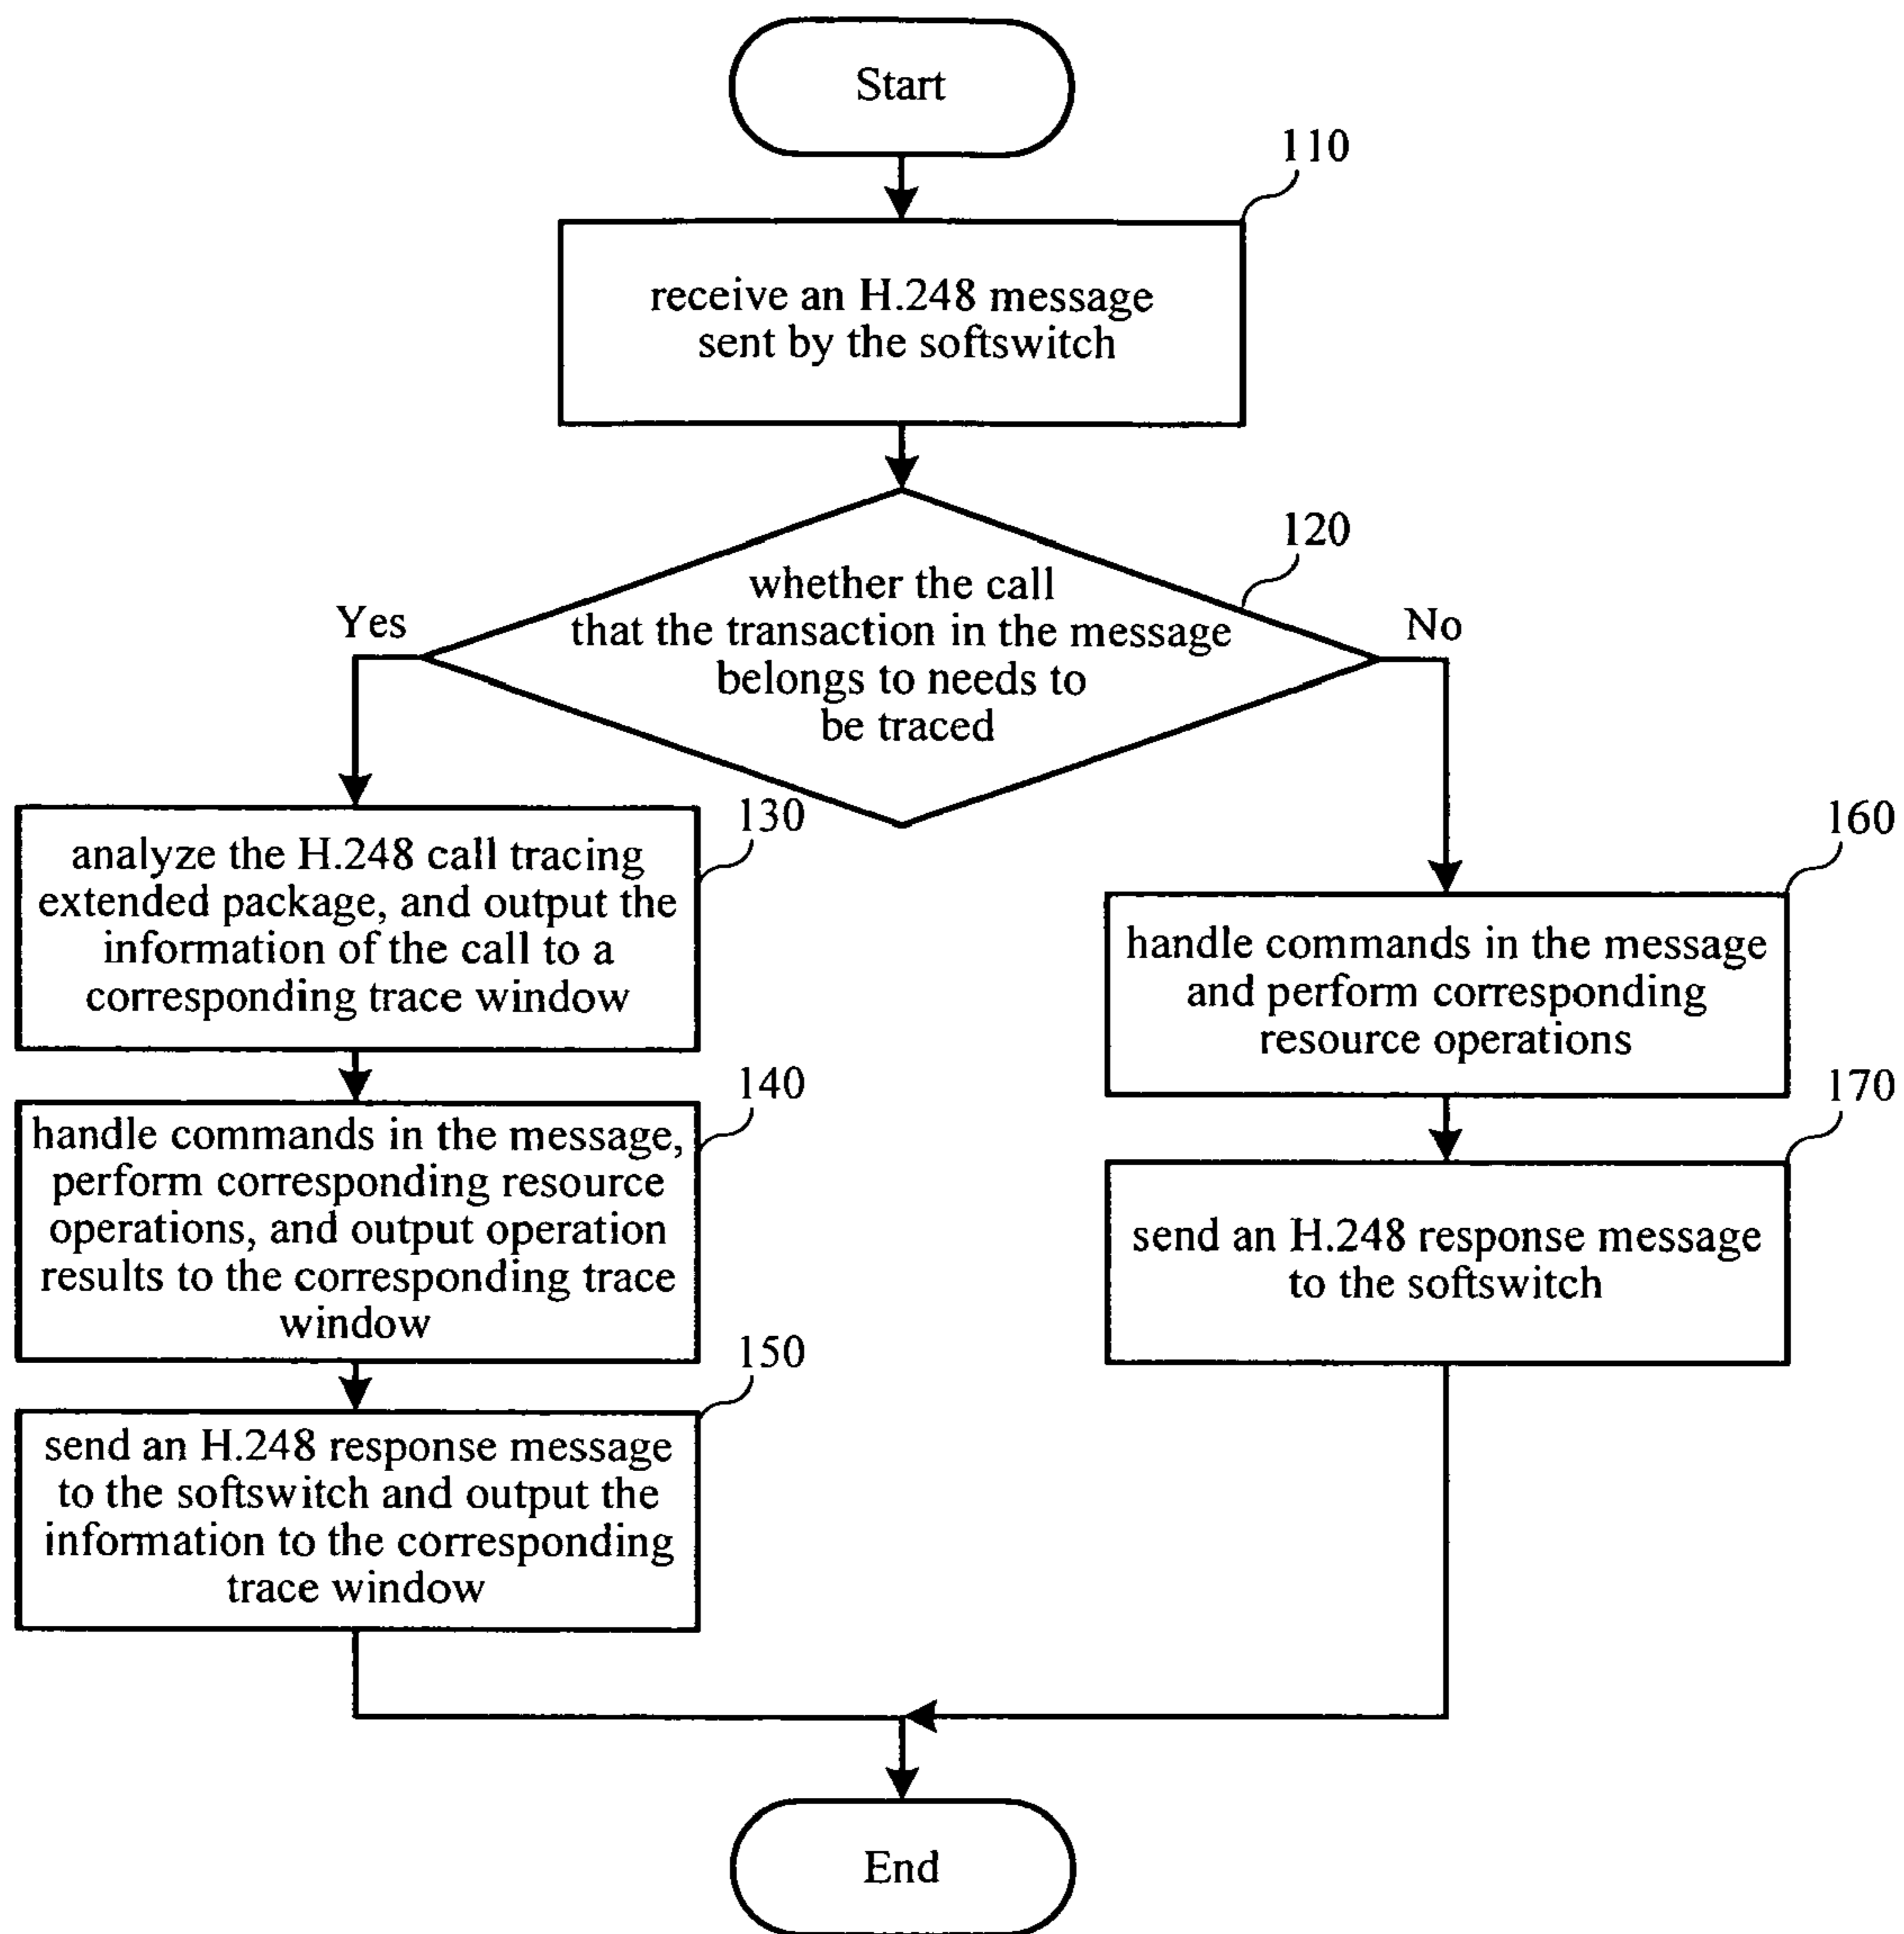 Start
110
receive an H.248 message
sent by the softswitch
120
whether the call
that the transaction in the message
belongs to needs to
be traced
Yes
No
130
analyze the H.248 call tracing
extended package, and output the
information of the call to a
corresponding trace window
140
handle commands in the message,
perform corresponding resource
operations, and output operation
results to the corresponding trace
window
150
send an H.248 response message
to the softswitch and output the
information to the corresponding
trace window
160
handle commands in the message
and perform corresponding
resource operations
170
send an H.248 response message
to the softswitch
End